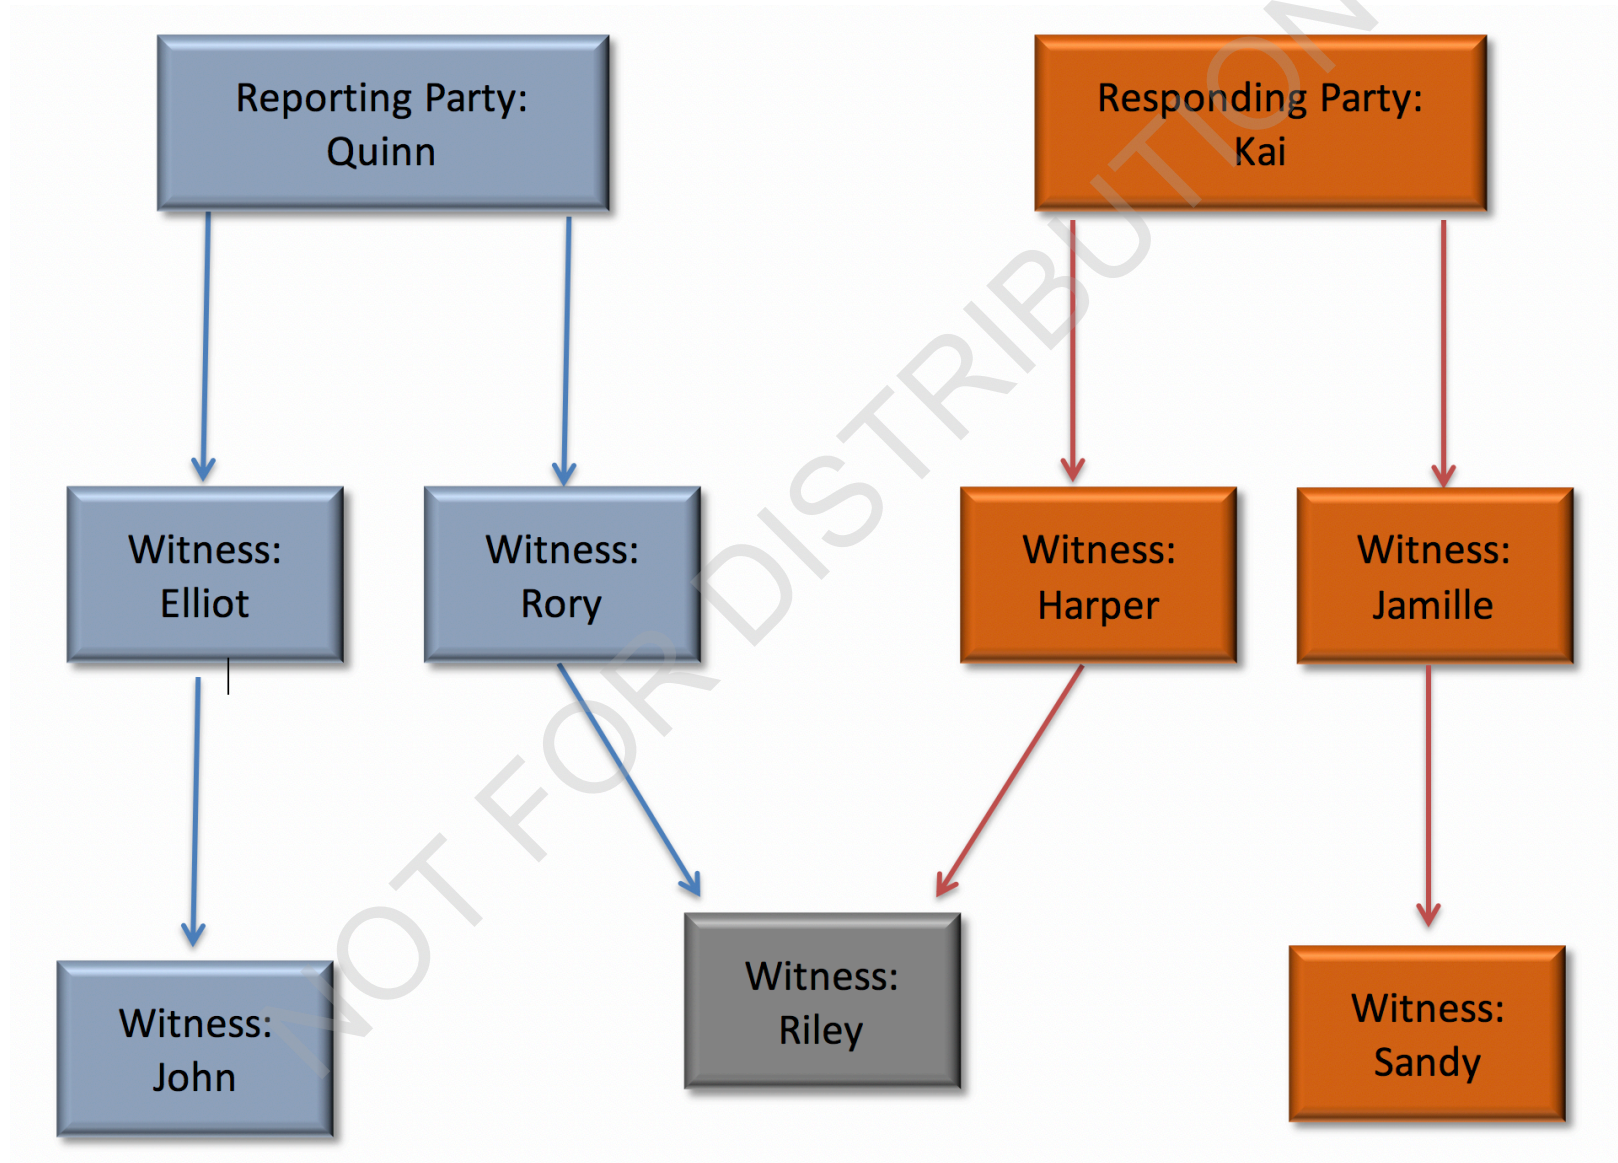 Reporting Party:
Quinn
Responding Party:
Kai
Witness:
Elliot
Witness:
Rory
Witness:
Harper
Witness:
Jamille
Witness:
John
Witness:
Riley
Witness:
Sandy
NOT FOR DISTRIBUTION